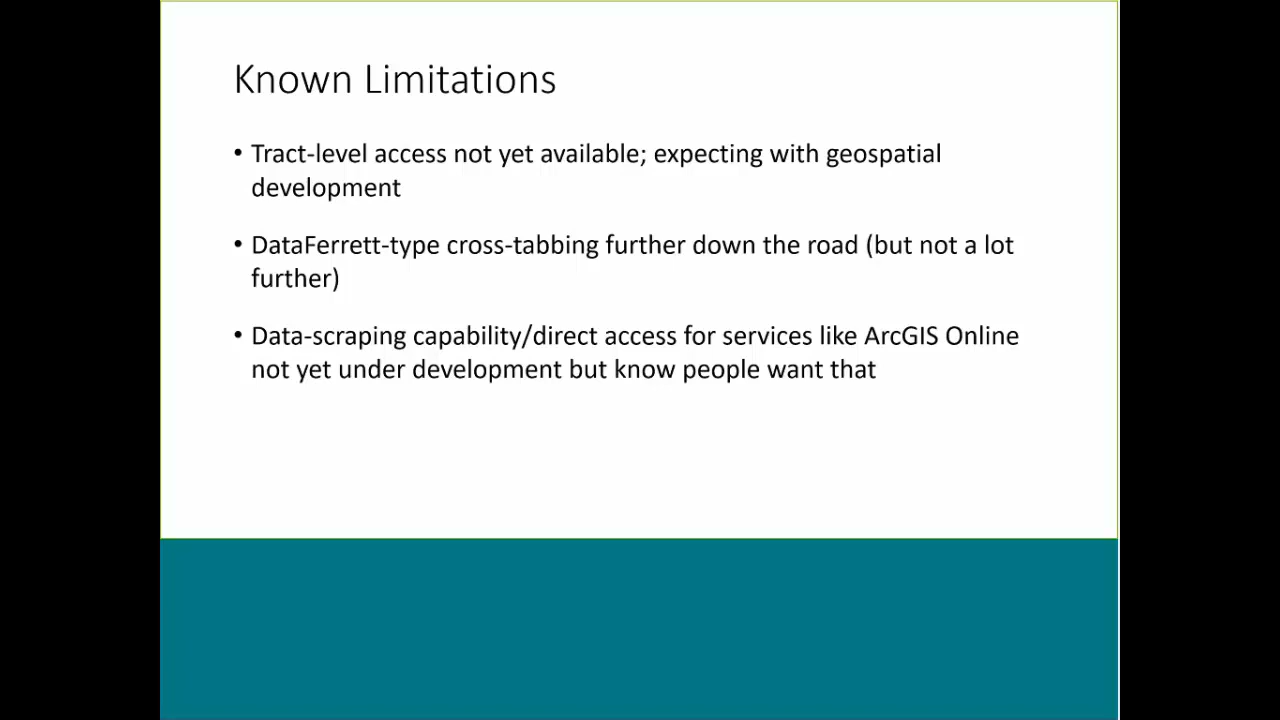 Known Limitations
• Tract-level access not yet available; expecting with geospatial
development
• DataFerrett-type cross-tabbing further down the road (but not a lot
further)
• Data-scraping capability/direct access for services like ArcGIS Online
not yet under development but know people want that